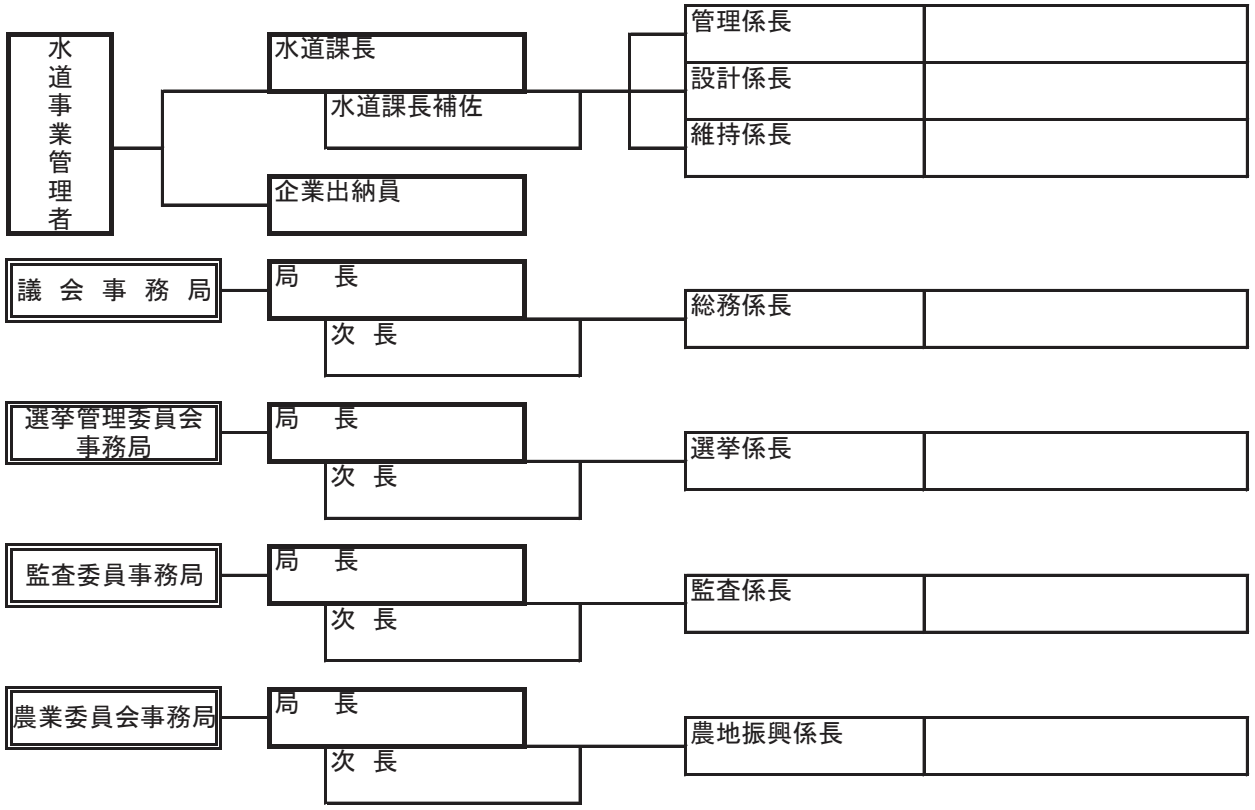 水道事業管理者
水道課長
水道課長補佐
企業出納員
管理係長
設計係長
維持係長
議会事務局
局 長
次 長
総務係長
選挙管理委員会
事務局
局 長
次 長
選挙係長
監査委員事務局
局 長
次 長
監査係長
農業委員会事務局
局 長
次 長
農地振興係長